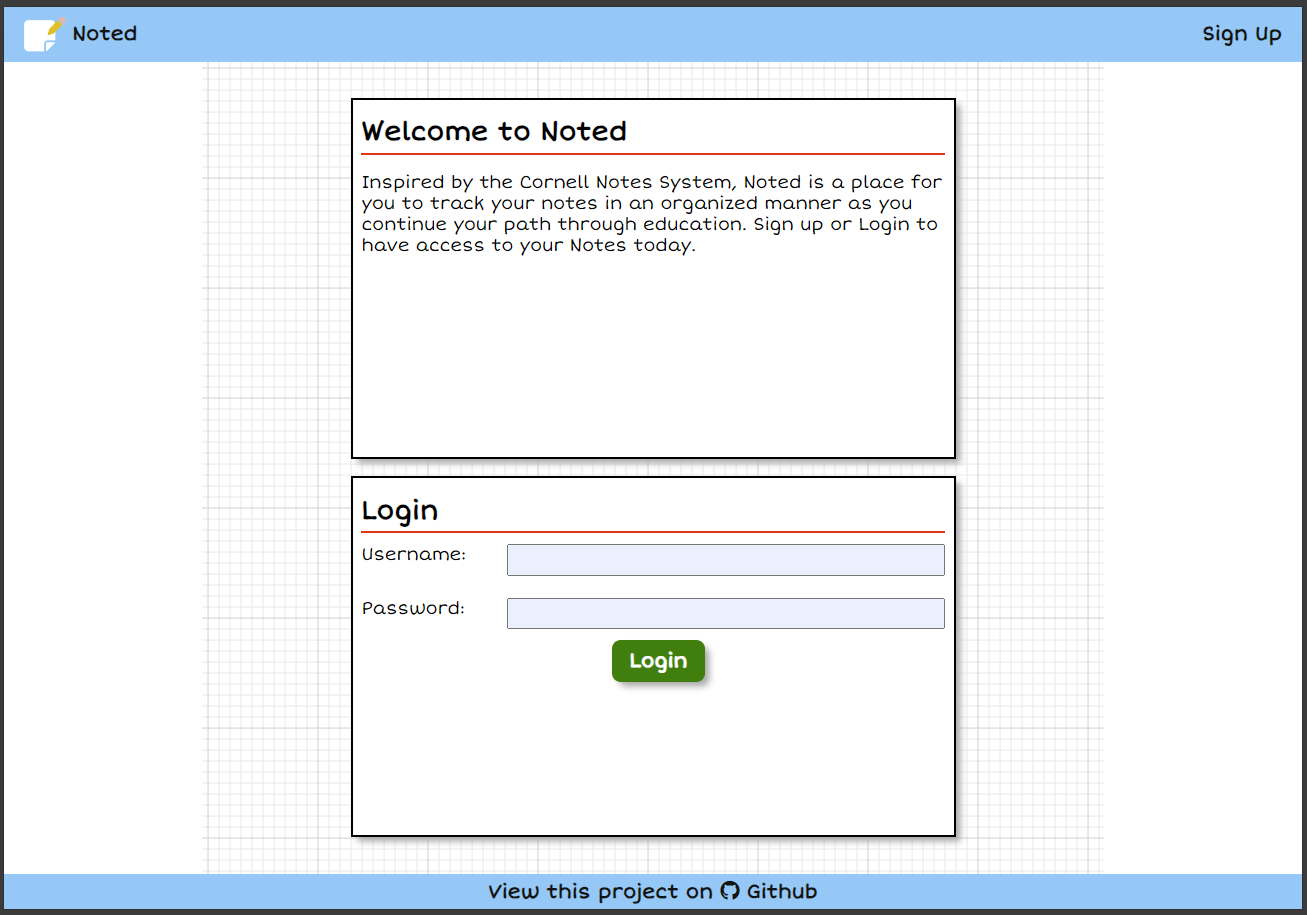 Noted
Sign Up
Welcome to Noted
Inspired by the Cornell Notes System, Noted is a place for
you to track your notes in an organized manner as you
continue your path through education. Sign up or Login to
have access to your Notes today.
Login
Username:
Password:
Login
View this project on Github